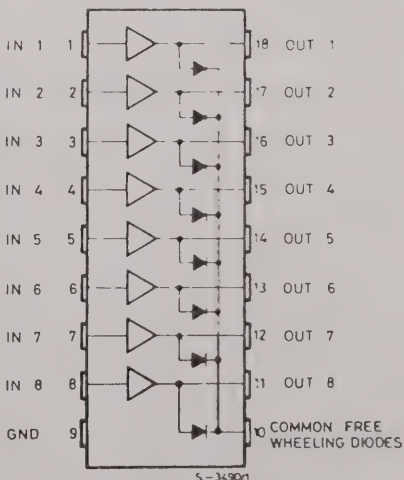 IN 1 1 18 OUT 1
IN 2 2 17 OUT 2
IN 3 3 16 OUT 3
IN 4 4 15 OUT 4
IN 5 5 14 OUT 5
IN 6 6 13 OUT 6
IN 7 7 12 OUT 7
IN 8 8 11 OUT 8
GND 9 10 COMMON FREE
WHEELING DIODES